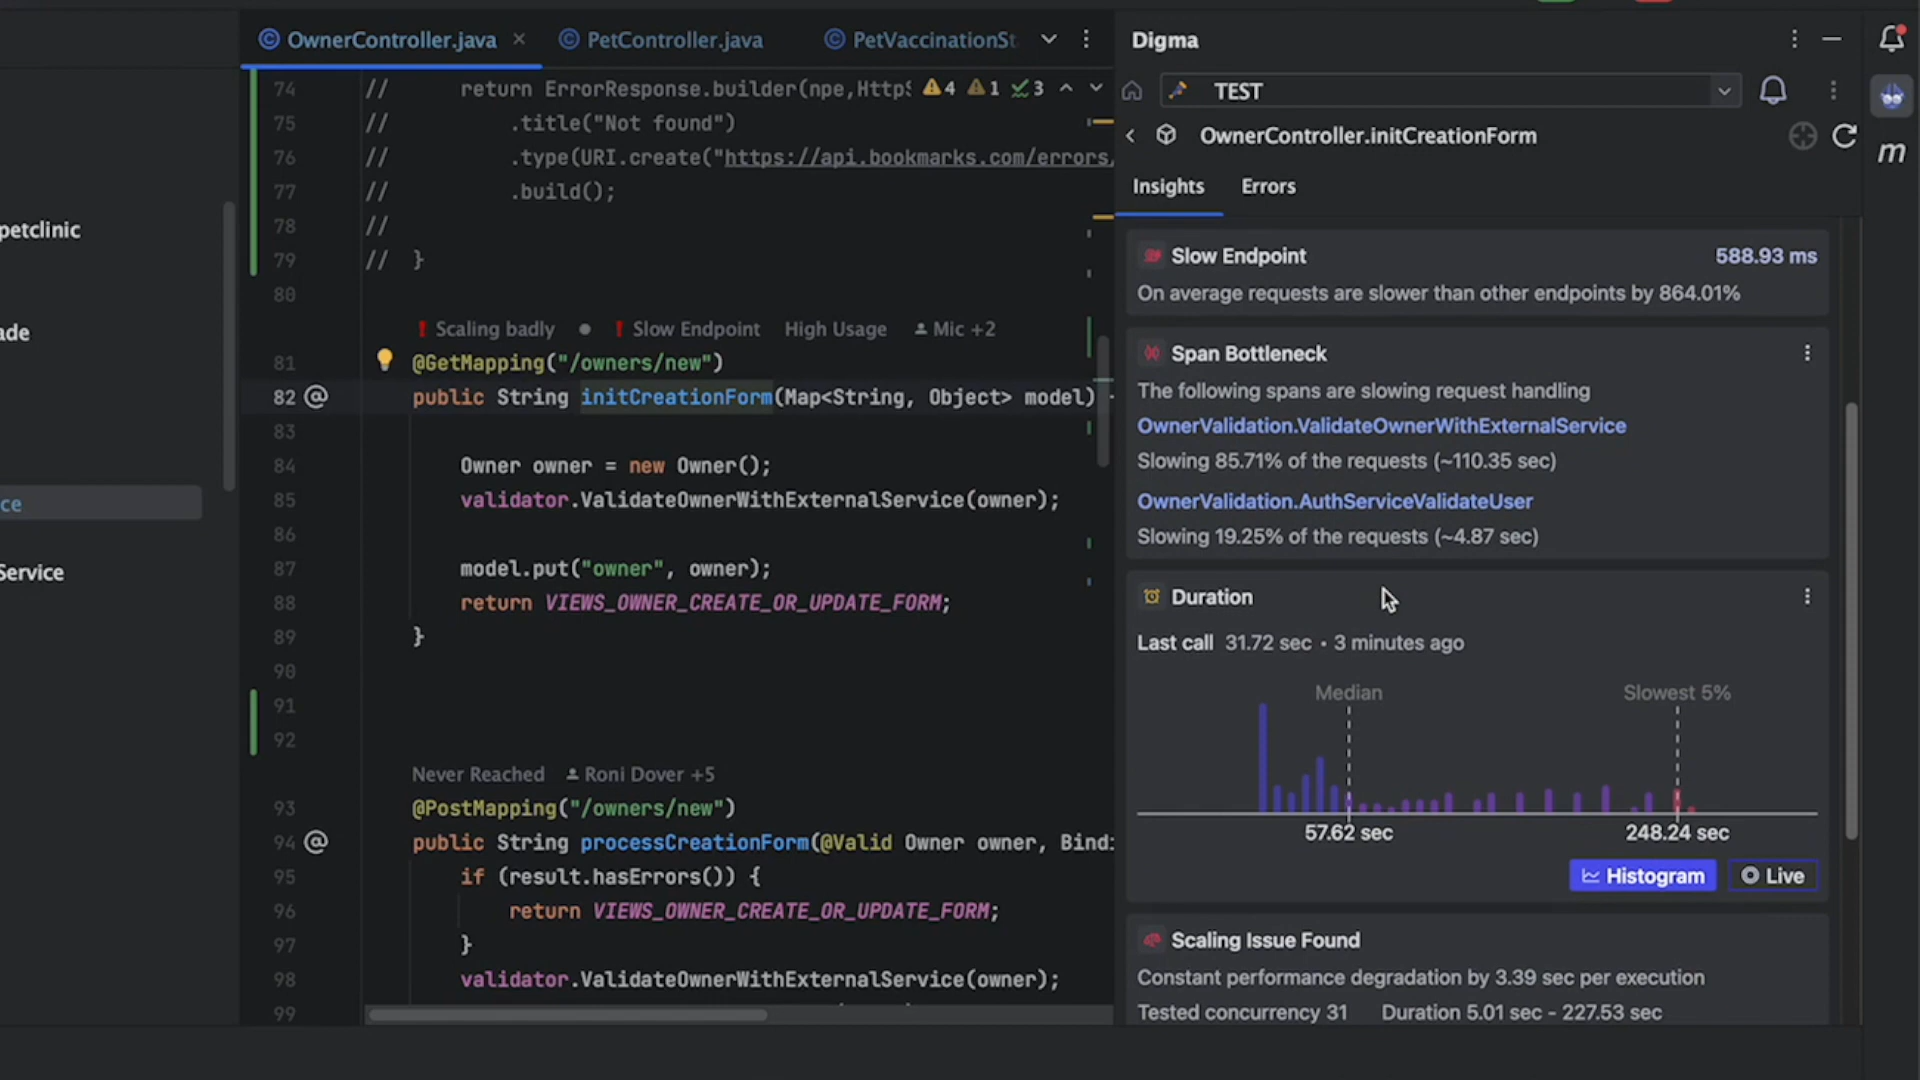 petclinic
ade
ce
Service
OwnerController.java
PetController.java
PetVaccinationSt
74 // return ErrorResponse.builder(npe,HttpS
4 1 3
75 // .title("Not found")
76 // .type(URI.create("https://api.bookmarks.com/errors/
77 // .build();
78 //
79 // }
80
! Scaling badly ! Slow Endpoint High Usage Mic +2
81 @GetMapping("/owners/new")
82 @ public String initCreationForm(Map<String, Object> model)
83
84 Owner owner = new Owner();
85 validator.ValidateOwnerWithExternalService(owner);
86
87 model.put("owner", owner);
88 return VIEWS_OWNER_CREATE_OR_UPDATE_FORM;
89 }
90
91
92
Never Reached Roni Dover +5
93 @PostMapping("/owners/new")
94 @ public String processCreationForm(@Valid Owner owner, Bindi
95 if (result.hasErrors()) {
96 return VIEWS_OWNER_CREATE_OR_UPDATE_FORM;
97 }
98 validator.ValidateOwnerWithExternalService(owner);
99
Digma
TEST
OwnerController.initCreationForm
Insights Errors
Slow Endpoint 588.93 ms
On average requests are slower than other endpoints by 864.01%
Span Bottleneck
The following spans are slowing request handling
OwnerValidation.ValidateOwnerWithExternalService
Slowing 85.71% of the requests (~110.35 sec)
OwnerValidation.AuthServiceValidateUser
Slowing 19.25% of the requests (~4.87 sec)
Duration
Last call 31.72 sec • 3 minutes ago
Median Slowest 5%
57.62 sec 248.24 sec
Histogram Live
Scaling Issue Found
Constant performance degradation by 3.39 sec per execution
Tested concurrency 31 Duration 5.01 sec - 227.53 sec
m